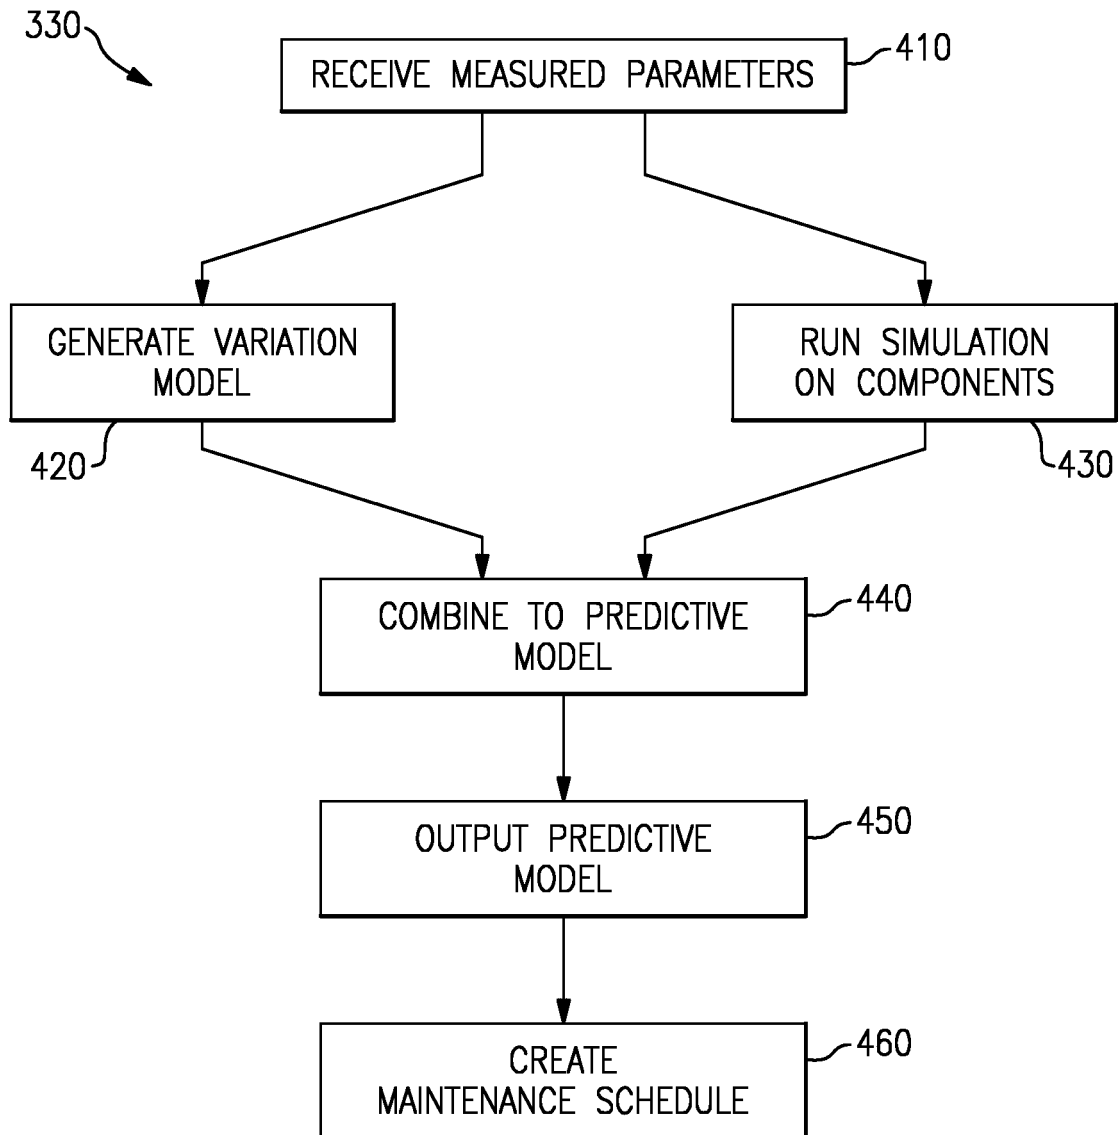 330
RECEIVE MEASURED PARAMETERS
410
GENERATE VARIATION
MODEL
420
RUN SIMULATION
ON COMPONENTS
430
COMBINE TO PREDICTIVE
MODEL
440
OUTPUT PREDICTIVE
MODEL
450
CREATE
MAINTENANCE SCHEDULE
460